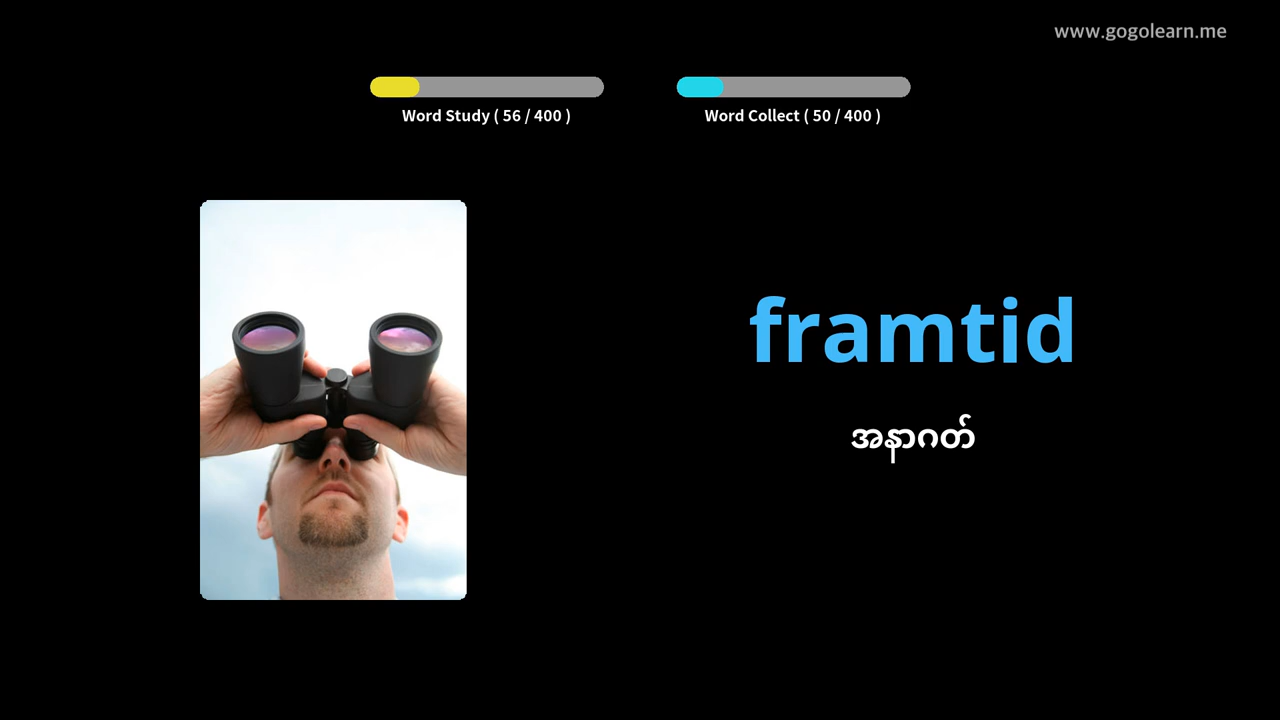 www.gogolearn.me
Word Study ( 56 / 400 )
Word Collect ( 50 / 400 )
framtid
အနာဂတ်